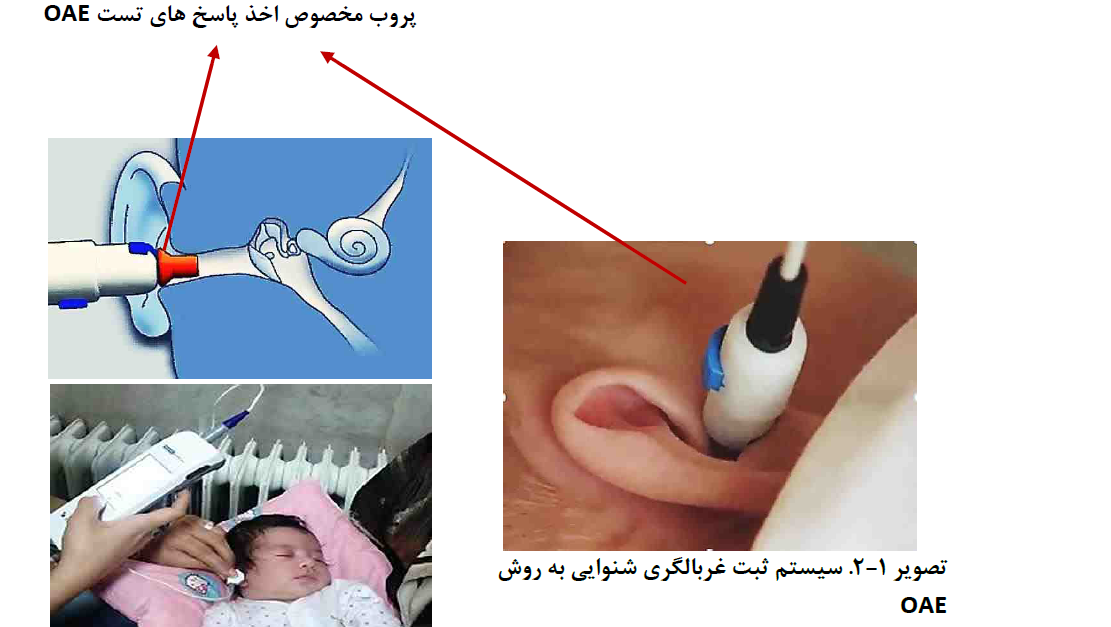 پروب مخصوص اخذ پاسخ های تست OAE
تصویر ۱-۲. سیستم ثبت غربالگری شنوایی به روش
OAE